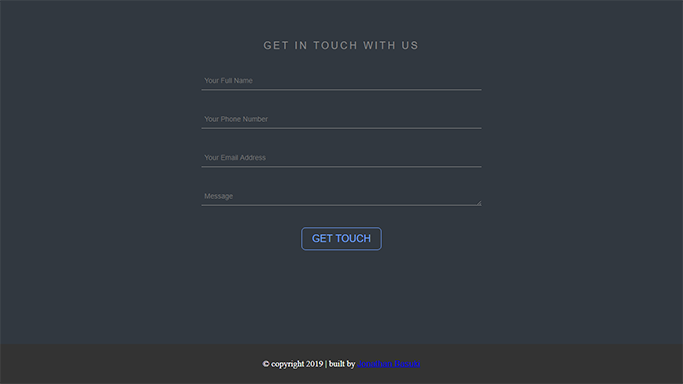 GET IN TOUCH WITH US
Your Full Name
Your Phone Number
Your Email Address
Message
GET TOUCH
© copyright 2019 | built by Jonathan